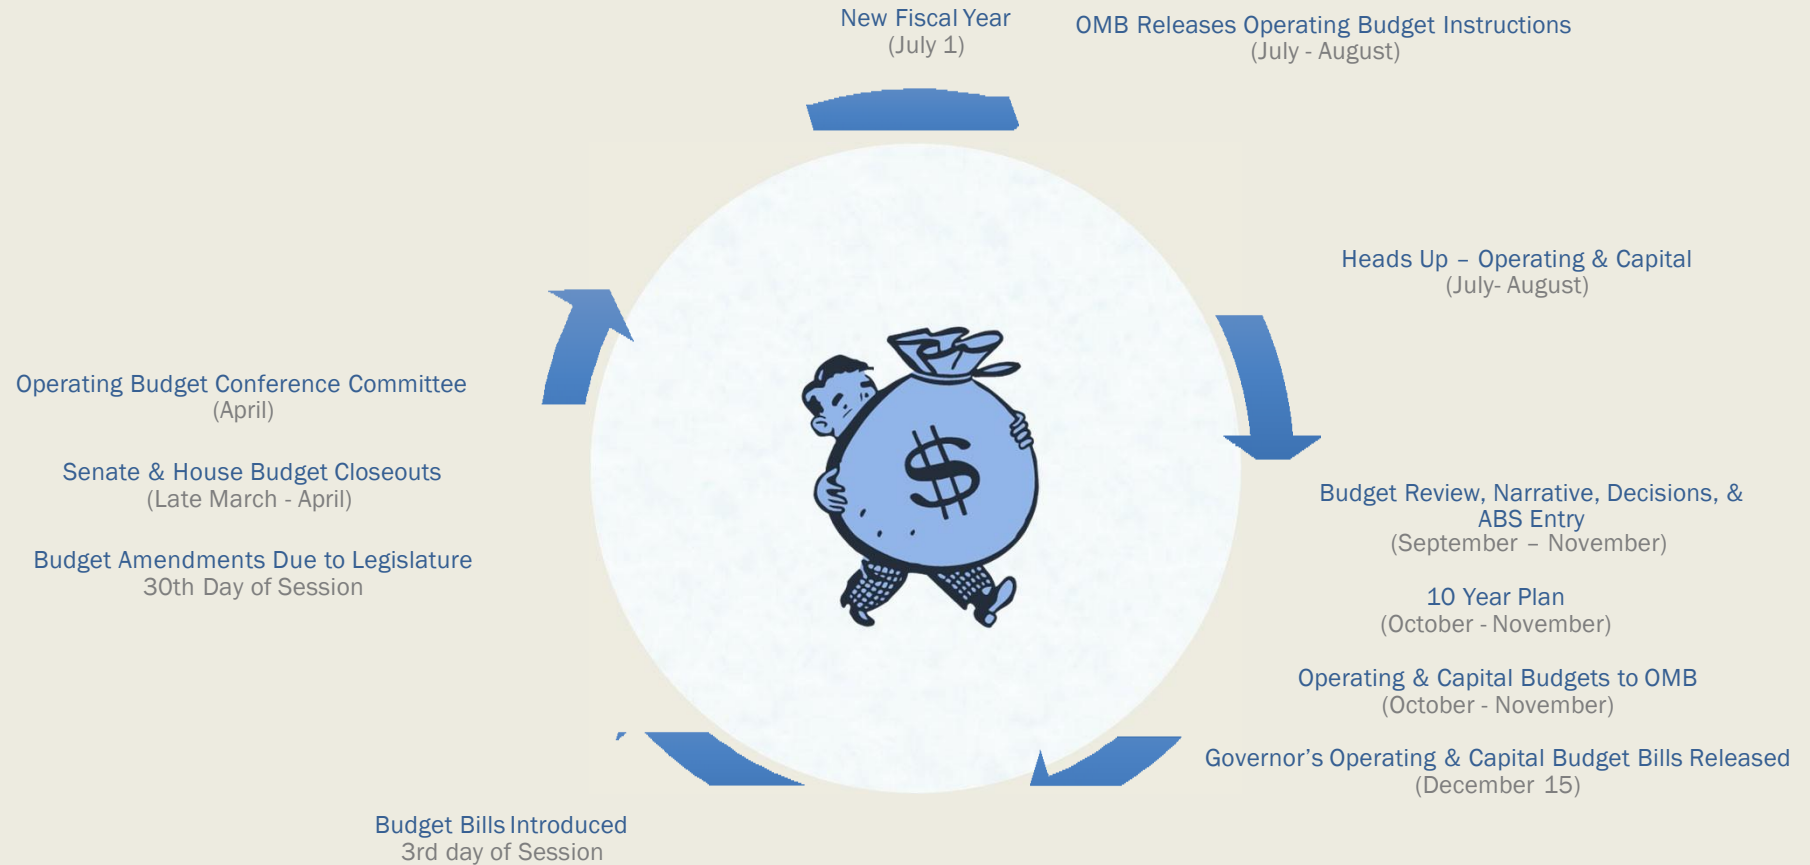 New Fiscal Year
(July 1)
OMB Releases Operating Budget Instructions
(July - August)
Heads Up – Operating & Capital
(July- August)
Budget Review, Narrative, Decisions, &
ABS Entry
(September – November)
10 Year Plan
(October - November)
Operating & Capital Budgets to OMB
(October - November)
Governor's Operating & Capital Budget Bills Released
(December 15)
Budget Bills Introduced
3rd day of Session
Budget Amendments Due to Legislature
30th Day of Session
Senate & House Budget Closeouts
(Late March - April)
Operating Budget Conference Committee
(April)
$